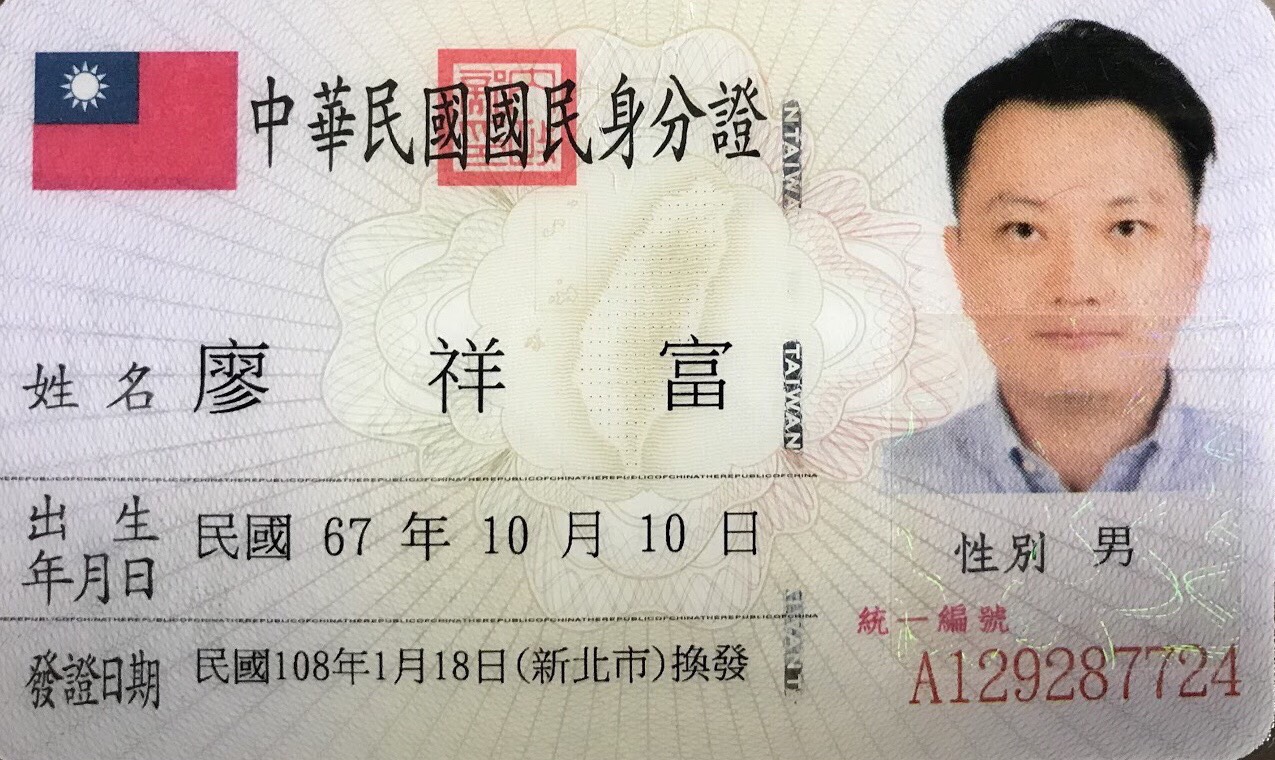 中華民國國民身分證
姓名 廖祥富
出生年月日 民國 67 年 10 月 10 日
性別 男
發證日期 民國108年1月18日(新北市)換發
統一編號
A129287724
TAIWAN
THEREPUBLICOFCHINATHEREPUBLICOFCHINATHEREPUBLICOFCHINA